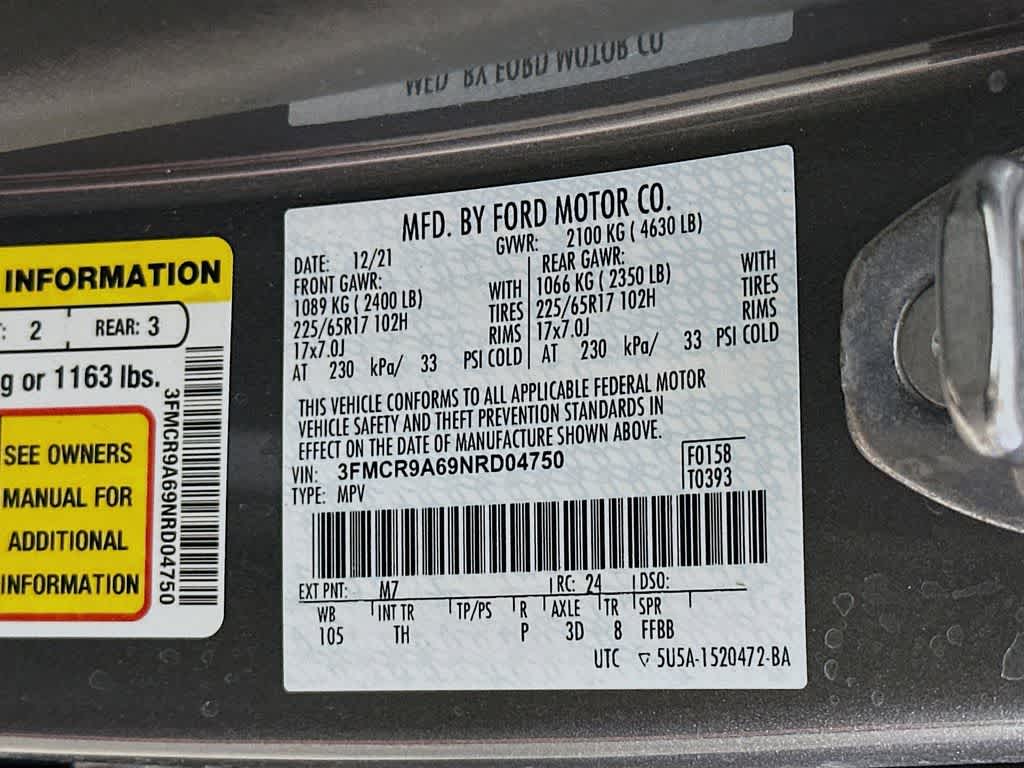 MFD. BY FORD MOTOR CO.
DATE: 12/21 GVWR: 2100 KG ( 4630 LB)
FRONT GAWR: REAR GAWR:
1089 KG ( 2400 LB) WITH 1066 KG ( 2350 LB) WITH
225/65R17 102H TIRES 225/65R17 102H TIRES
17x7.0J RIMS 17x7.0J RIMS
AT 230 kPa/ 33 PSI COLD AT 230 kPa/ 33 PSI COLD
THIS VEHICLE CONFORMS TO ALL APPLICABLE FEDERAL MOTOR
VEHICLE SAFETY AND THEFT PREVENTION STANDARDS IN
EFFECT ON THE DATE OF MANUFACTURE SHOWN ABOVE.
VIN: 3FMCR9A69NRD04750 F0158
TYPE: MPV T0393
EXT PNT: M7 RC: 24 DSO:
WB INT TR TP/PS R AXLE TR SPR
105 TH P 3D 8 FFBB
UTC ▽ 5U5A-1520472-BA
INFORMATION
: 2 REAR: 3
g or 1163 lbs.
SEE OWNERS
MANUAL FOR
ADDITIONAL
INFORMATION
3FMCR9A69NRD04750
MFD. BY FORD MOTOR CO